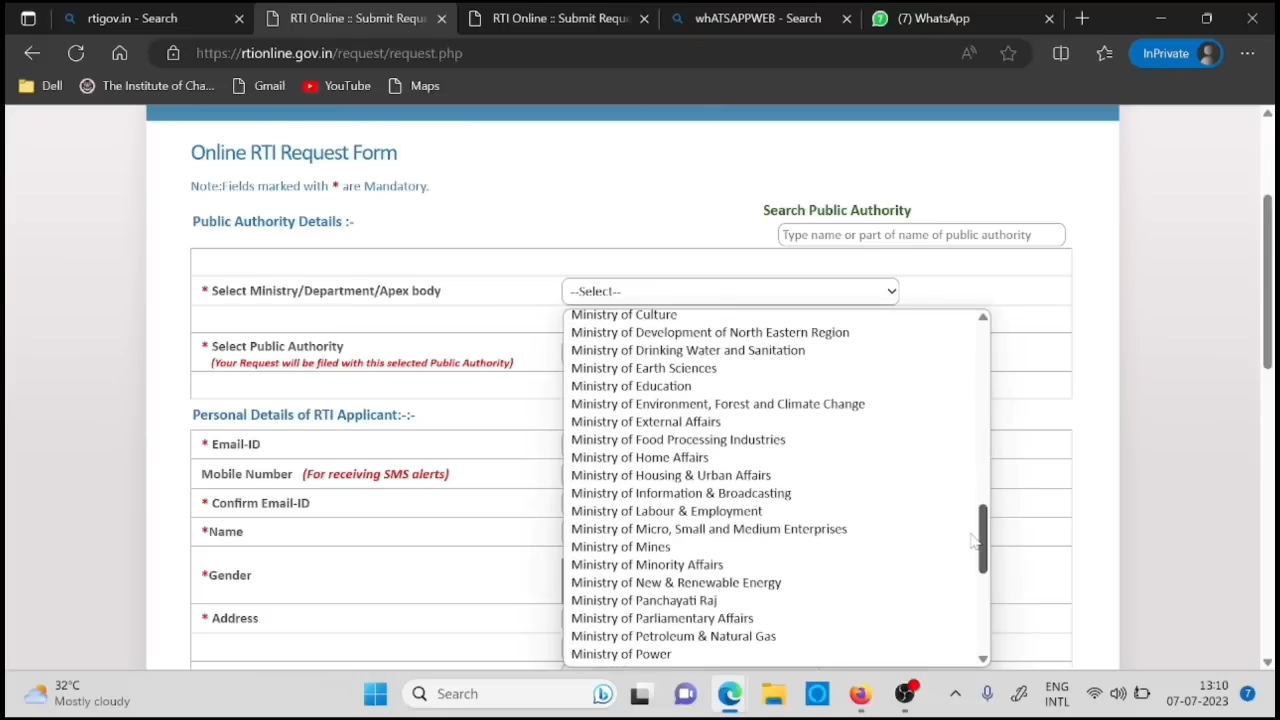 rtigov.in - Search
RTI Online :: Submit Reque
RTI Online :: Submit Reque
whATSAPPWEB - Search
(7) WhatsApp
https://rtionline.gov.in/request/request.php
InPrivate
Dell
The Institute of Cha...
Gmail
YouTube
Maps
Online RTI Request Form
Note:Fields marked with * are Mandatory.
Search Public Authority
Public Authority Details :-
Type name or part of name of public authority
* Select Ministry/Department/Apex body
--Select--
Ministry of Culture
Ministry of Development of North Eastern Region
* Select Public Authority
Ministry of Drinking Water and Sanitation
(Your Request will be filed with this selected Public Authority)
Ministry of Earth Sciences
Ministry of Education
Ministry of Environment, Forest and Climate Change
Personal Details of RTI Applicant:-:-
Ministry of External Affairs
* Email-ID
Ministry of Food Processing Industries
Ministry of Home Affairs
Mobile Number (For receiving SMS alerts)
Ministry of Housing & Urban Affairs
Ministry of Information & Broadcasting
* Confirm Email-ID
Ministry of Labour & Employment
*Name
Ministry of Micro, Small and Medium Enterprises
Ministry of Mines
Ministry of Minority Affairs
*Gender
Ministry of New & Renewable Energy
Ministry of Panchayati Raj
* Address
Ministry of Parliamentary Affairs
Ministry of Petroleum & Natural Gas
Ministry of Power
32°C
Mostly cloudy
Search
ENG
INTL
13:10
07-07-2023
7